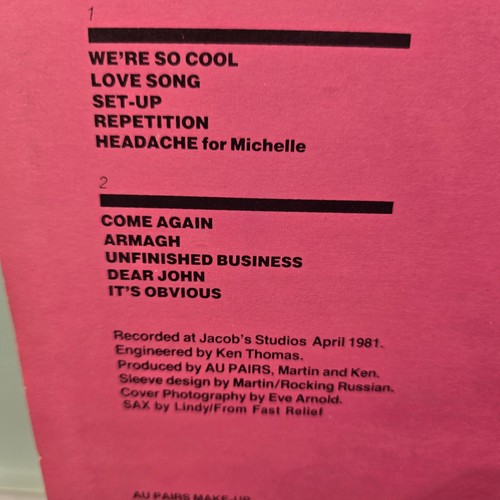 1
WE'RE SO COOL
LOVE SONG
SET-UP
REPETITION
HEADACHE for Michelle
2
COME AGAIN
ARMAGH
UNFINISHED BUSINESS
DEAR JOHN
IT'S OBVIOUS
Recorded at Jacob's Studios April 1981.
Engineered by Ken Thomas.
Produced by AU PAIRS, Martin and Ken.
Sleeve design by Martin/Rocking Russian.
Cover Photography by Eve Arnold.
SAX by Lindy/From Fast Relief
AU PAIRS MAKE-UP